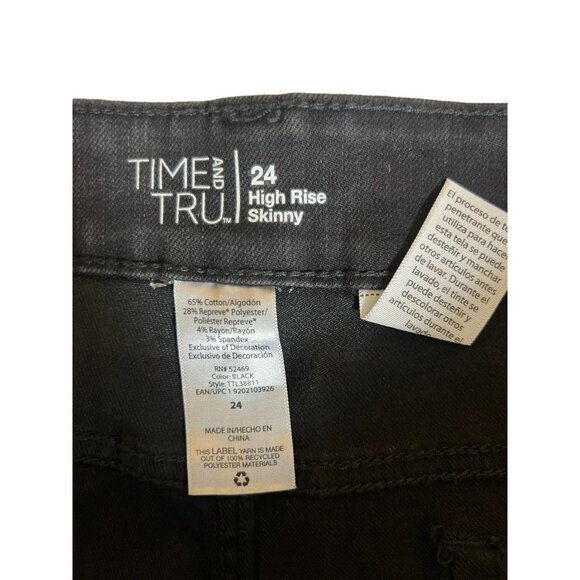 TIME AND TRU™
24
High Rise
Skinny
65% Cotton/Algodón
28% Repreve® Polyester/
Poliéster Repreve®
4% Rayon/Rayón
3% Spandex
Exclusive of Decoration
Exclusivo de Decoración
RN# 52469
Color: BLACK
Style: TTL38811
EAN/UPC 1 9202103926
24
MADE IN/HECHO EN
CHINA
THIS LABEL YARN IS MADE
OUT OF 100% RECYCLED
POLYESTER MATERIALS
El proceso de te
penetrante que
utiliza para hacer
esta tela se puede
desteñir y manchar
otros artículos antes
de lavar. Durante el
lavado, el tinte se
puede desteñir y
descolorar otros
artículos durante el
lavado.